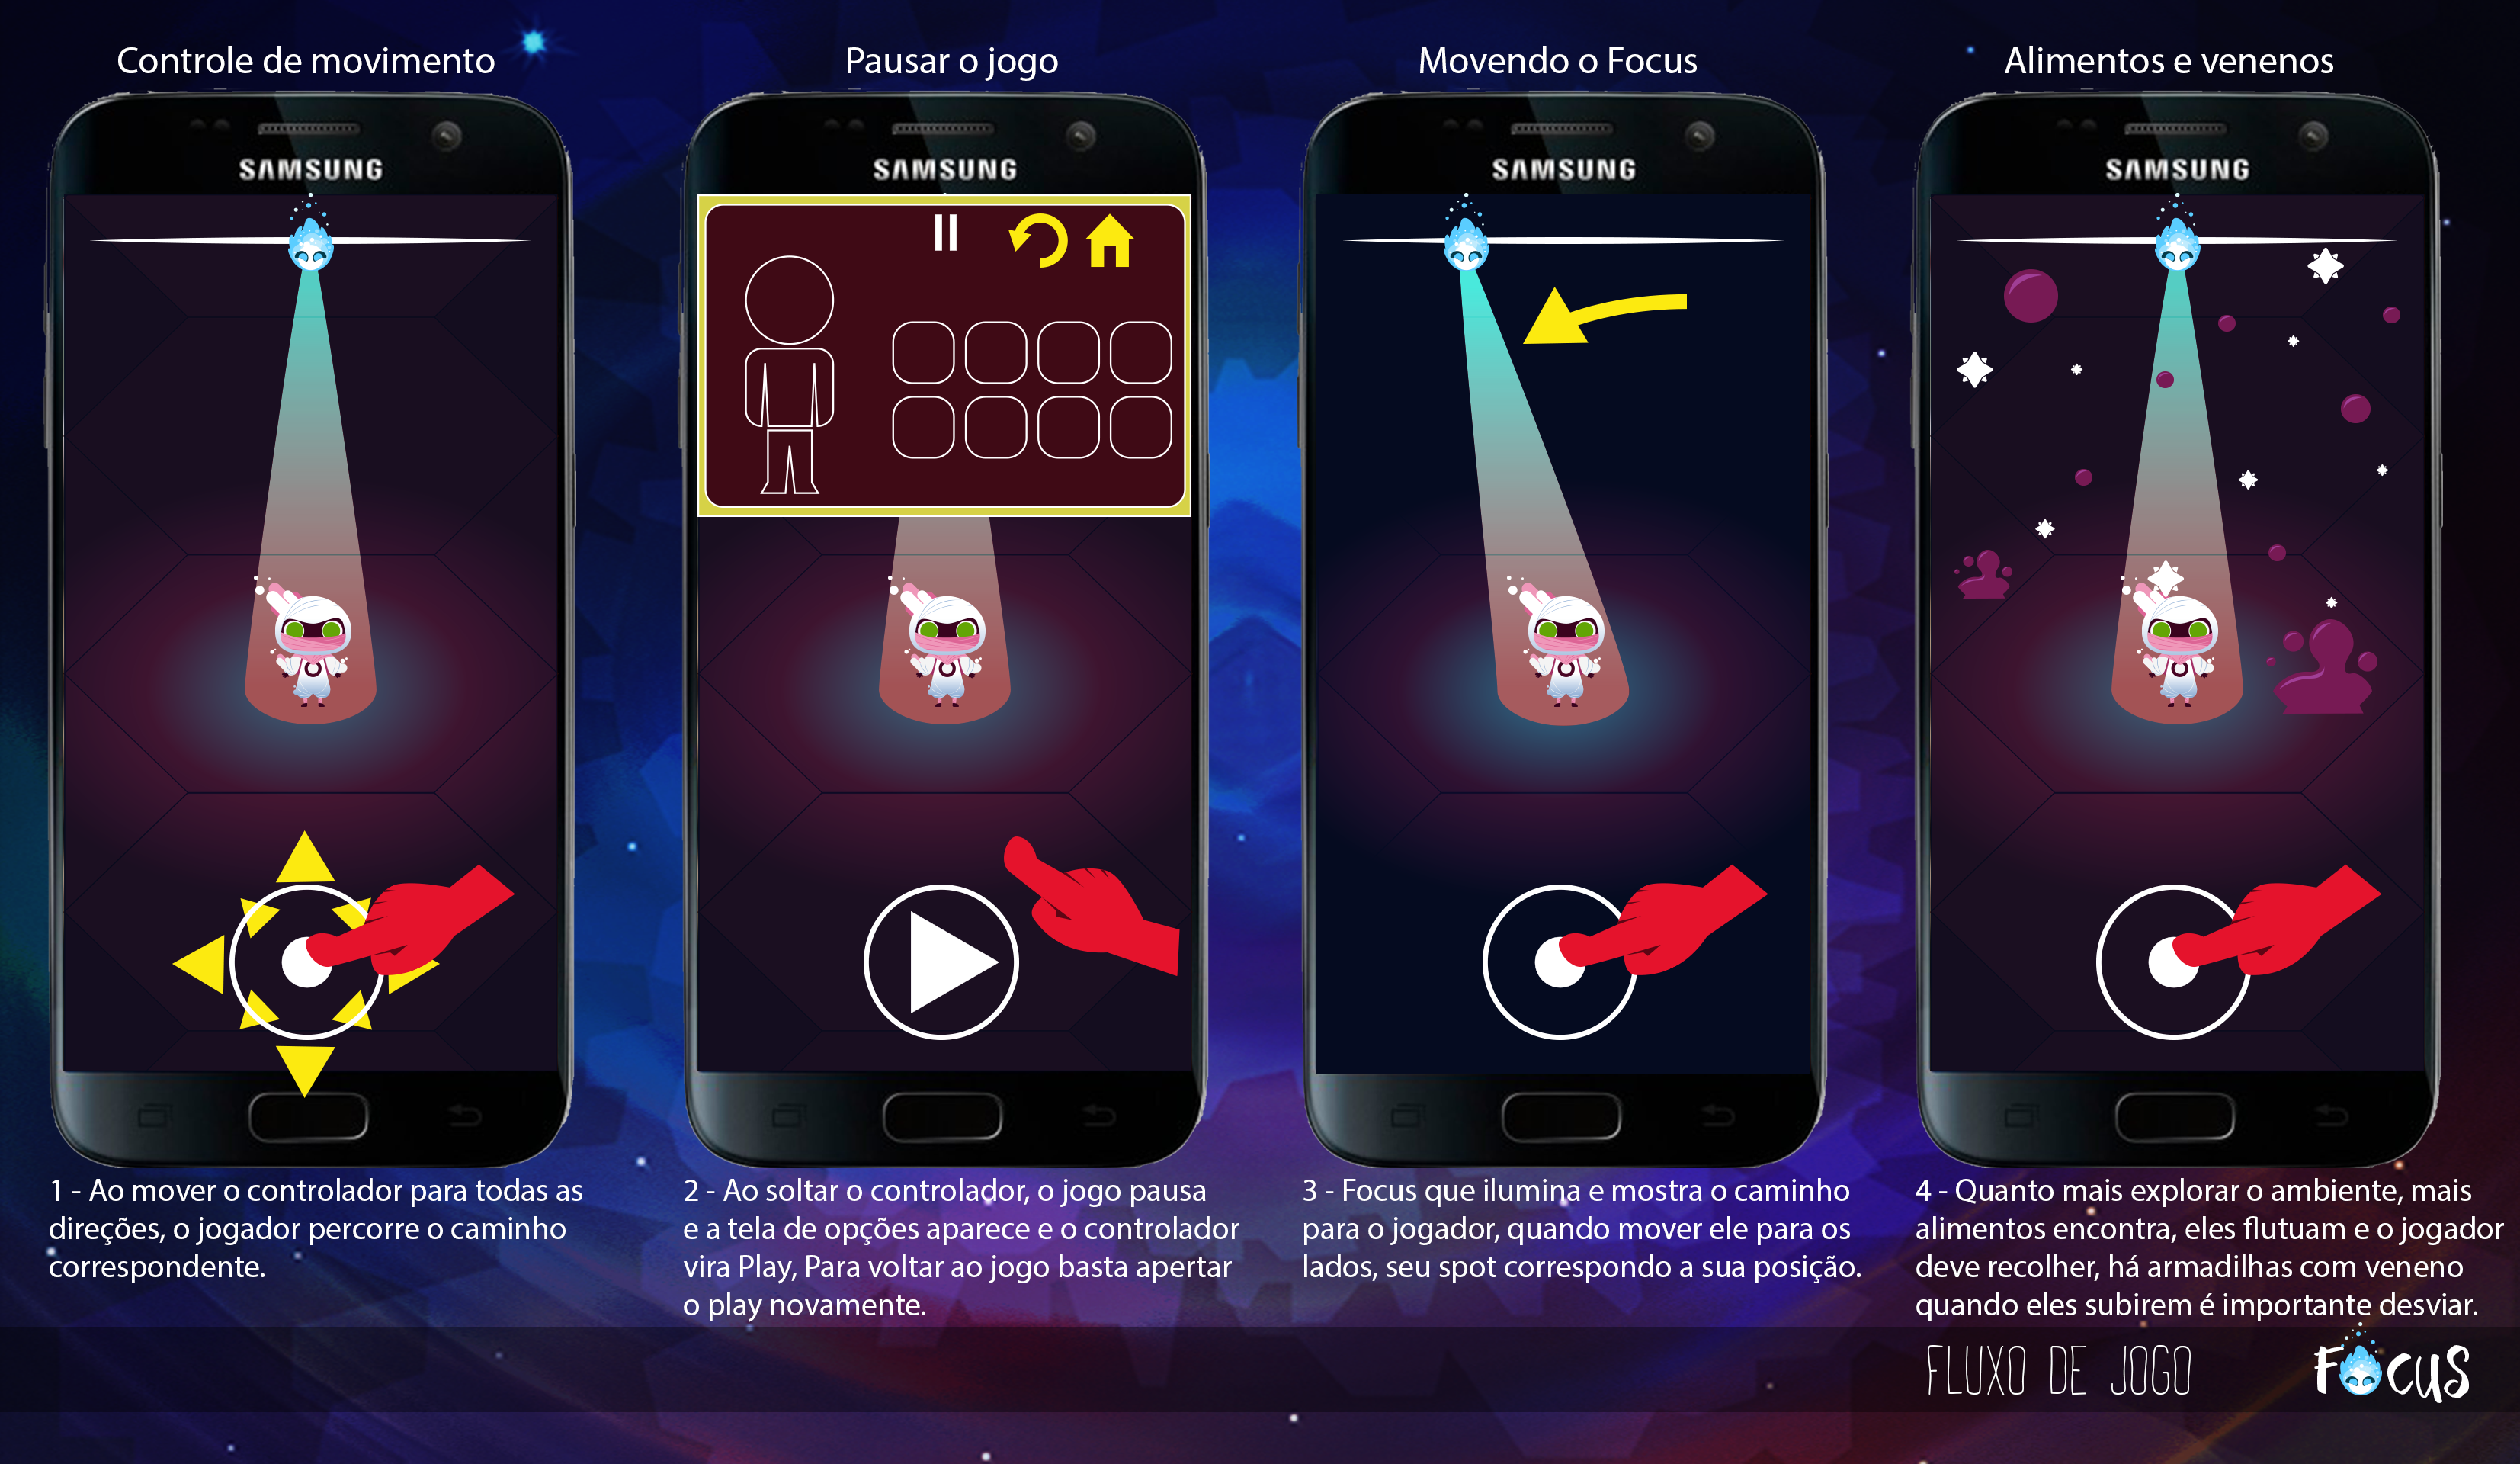 Controle de movimento
Pausar o jogo
Movendo o Focus
Alimentos e venenos
SAMSUNG
SAMSUNG
SAMSUNG
SAMSUNG
1 - Ao mover o controlador para todas as
direções, o jogador percorre o caminho
correspondente.
2 - Ao soltar o controlador, o jogo pausa
e a tela de opções aparece e o controlador
vira Play, Para voltar ao jogo basta apertar
o play novamente.
3 - Focus que ilumina e mostra o caminho
para o jogador, quando mover ele para os
lados, seu spot correspondo a sua posição.
4 - Quanto mais explorar o ambiente, mais
alimentos encontra, eles flutuam e o jogador
deve recolher, há armadilhas com veneno
quando eles subirem é importante desviar.
FLUXO DE JOGO
FOCUS